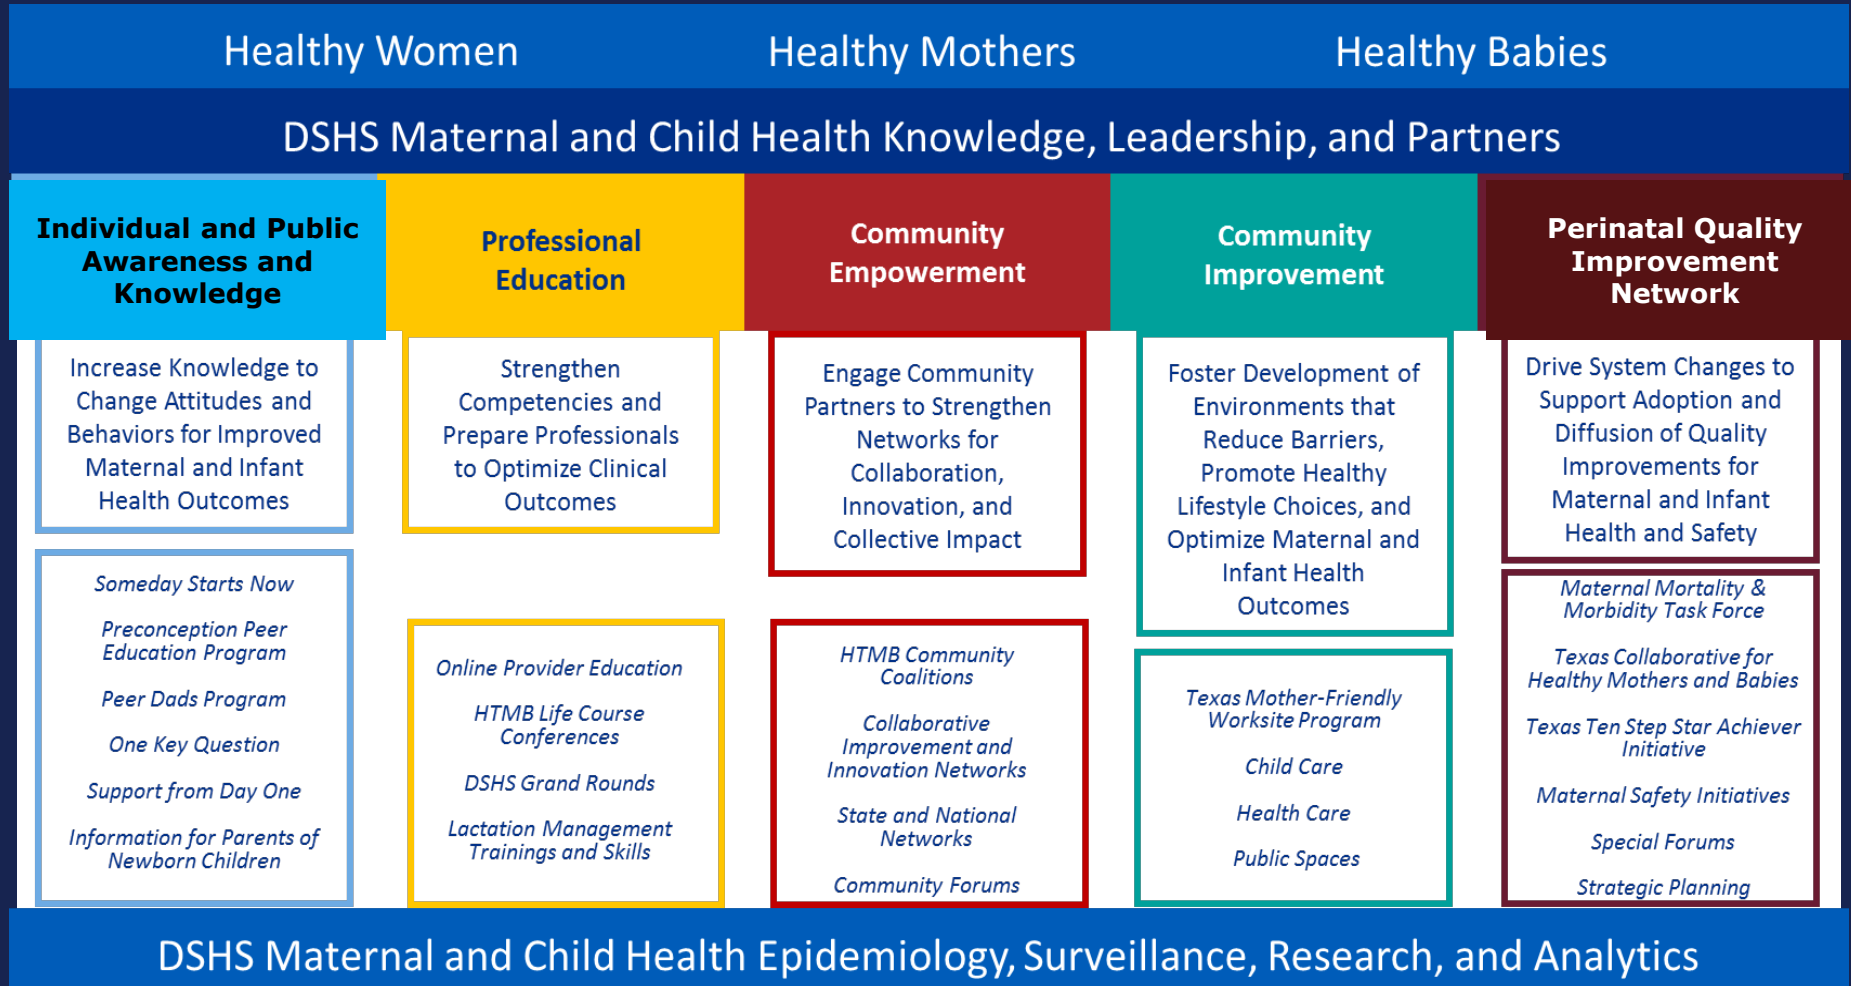 Healthy Women Healthy Mothers Healthy Babies
DSHS Maternal and Child Health Knowledge, Leadership, and Partners
Individual and Public
Awareness and
Knowledge
Increase Knowledge to
Change Attitudes and
Behaviors for Improved
Maternal and Infant
Health Outcomes
Someday Starts Now
Preconception Peer
Education Program
Peer Dads Program
One Key Question
Support from Day One
Information for Parents of
Newborn Children
Professional
Education
Strengthen
Competencies and
Prepare Professionals
to Optimize Clinical
Outcomes
Online Provider Education
HTMB Life Course
Conferences
DSHS Grand Rounds
Lactation Management
Trainings and Skills
Community
Empowerment
Engage Community
Partners to Strengthen
Networks for
Collaboration,
Innovation, and
Collective Impact
HTMB Community
Coalitions
Collaborative
Improvement and
Innovation Networks
State and National
Networks
Community Forums
Community
Improvement
Foster Development of
Environments that
Reduce Barriers,
Promote Healthy
Lifestyle Choices, and
Optimize Maternal and
Infant Health
Outcomes
Texas Mother-Friendly
Worksite Program
Child Care
Health Care
Public Spaces
Perinatal Quality
Improvement
Network
Drive System Changes to
Support Adoption and
Diffusion of Quality
Improvements for
Maternal and Infant
Health and Safety
Maternal Mortality &
Morbidity Task Force
Texas Collaborative for
Healthy Mothers and Babies
Texas Ten Step Star Achiever
Initiative
Maternal Safety Initiatives
Special Forums
Strategic Planning
DSHS Maternal and Child Health Epidemiology, Surveillance, Research, and Analytics